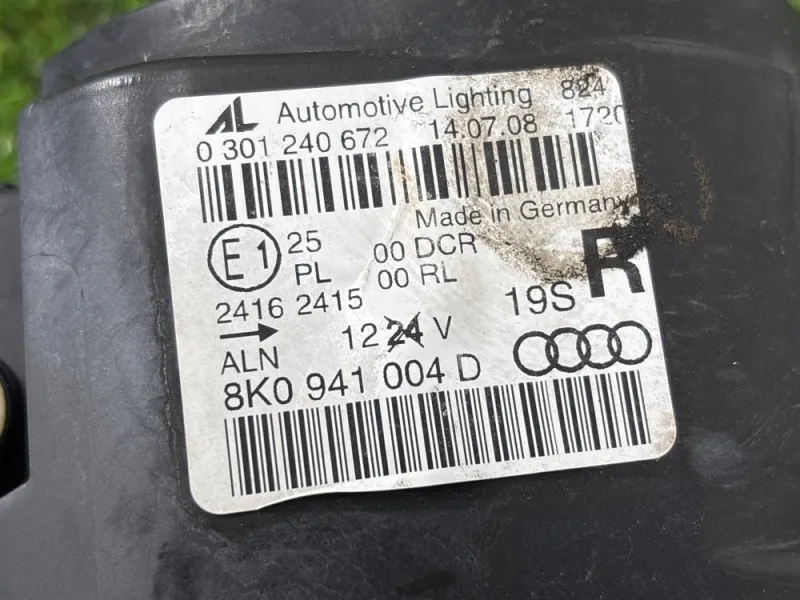 AL Automotive Lighting 824
0 301 240 672 14.07.08 172
Made in Germany
E1 25 00 DCR R
PL 00 RL
2416 2415 19S
12 24 V
ALN
8K0 941 004 D